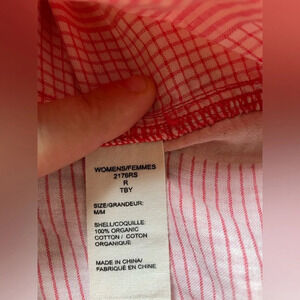 WOMENS/FEMMES
2176RS
R
TBY
SIZE/GRANDEUR:
M/M
SHELL/COQUILLE:
100% ORGANIC
COTTON / COTON
ORGANIQUE
MADE IN CHINA/
FABRIQUÉ EN CHINE